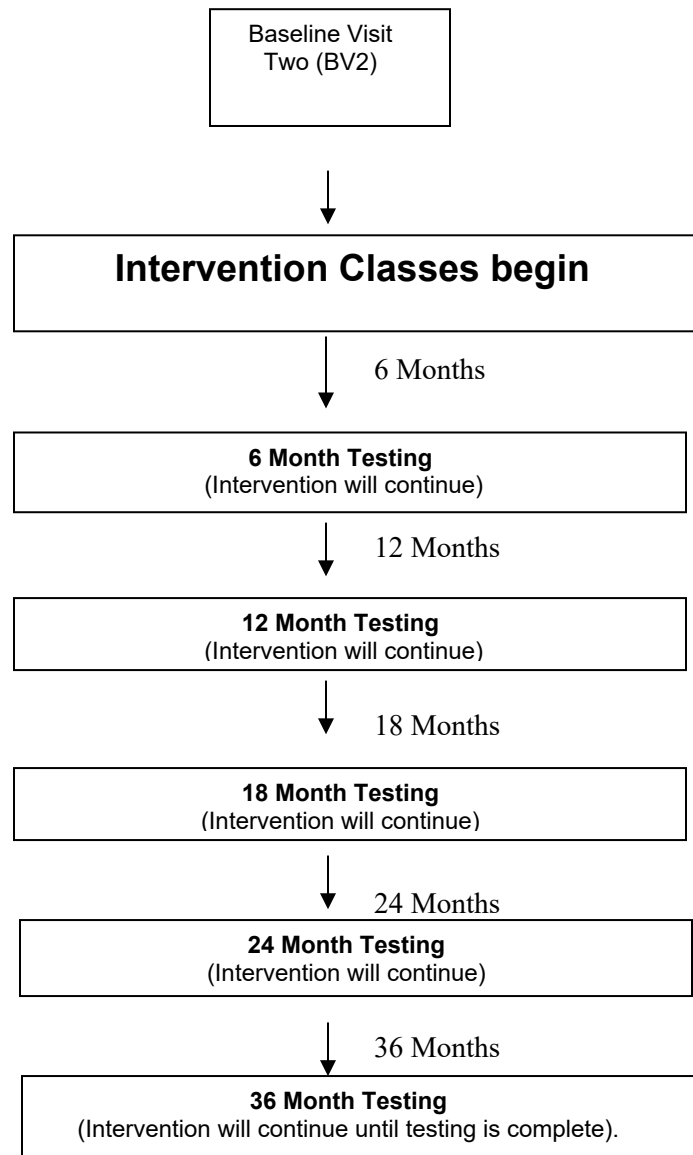 Baseline Visit
Two (BV2)
Intervention Classes begin
6 Months
6 Month Testing
(Intervention will continue)
12 Months
12 Month Testing
(Intervention will continue)
18 Months
18 Month Testing
(Intervention will continue)
24 Months
24 Month Testing
(Intervention will continue)
36 Months
36 Month Testing
(Intervention will continue until testing is complete).